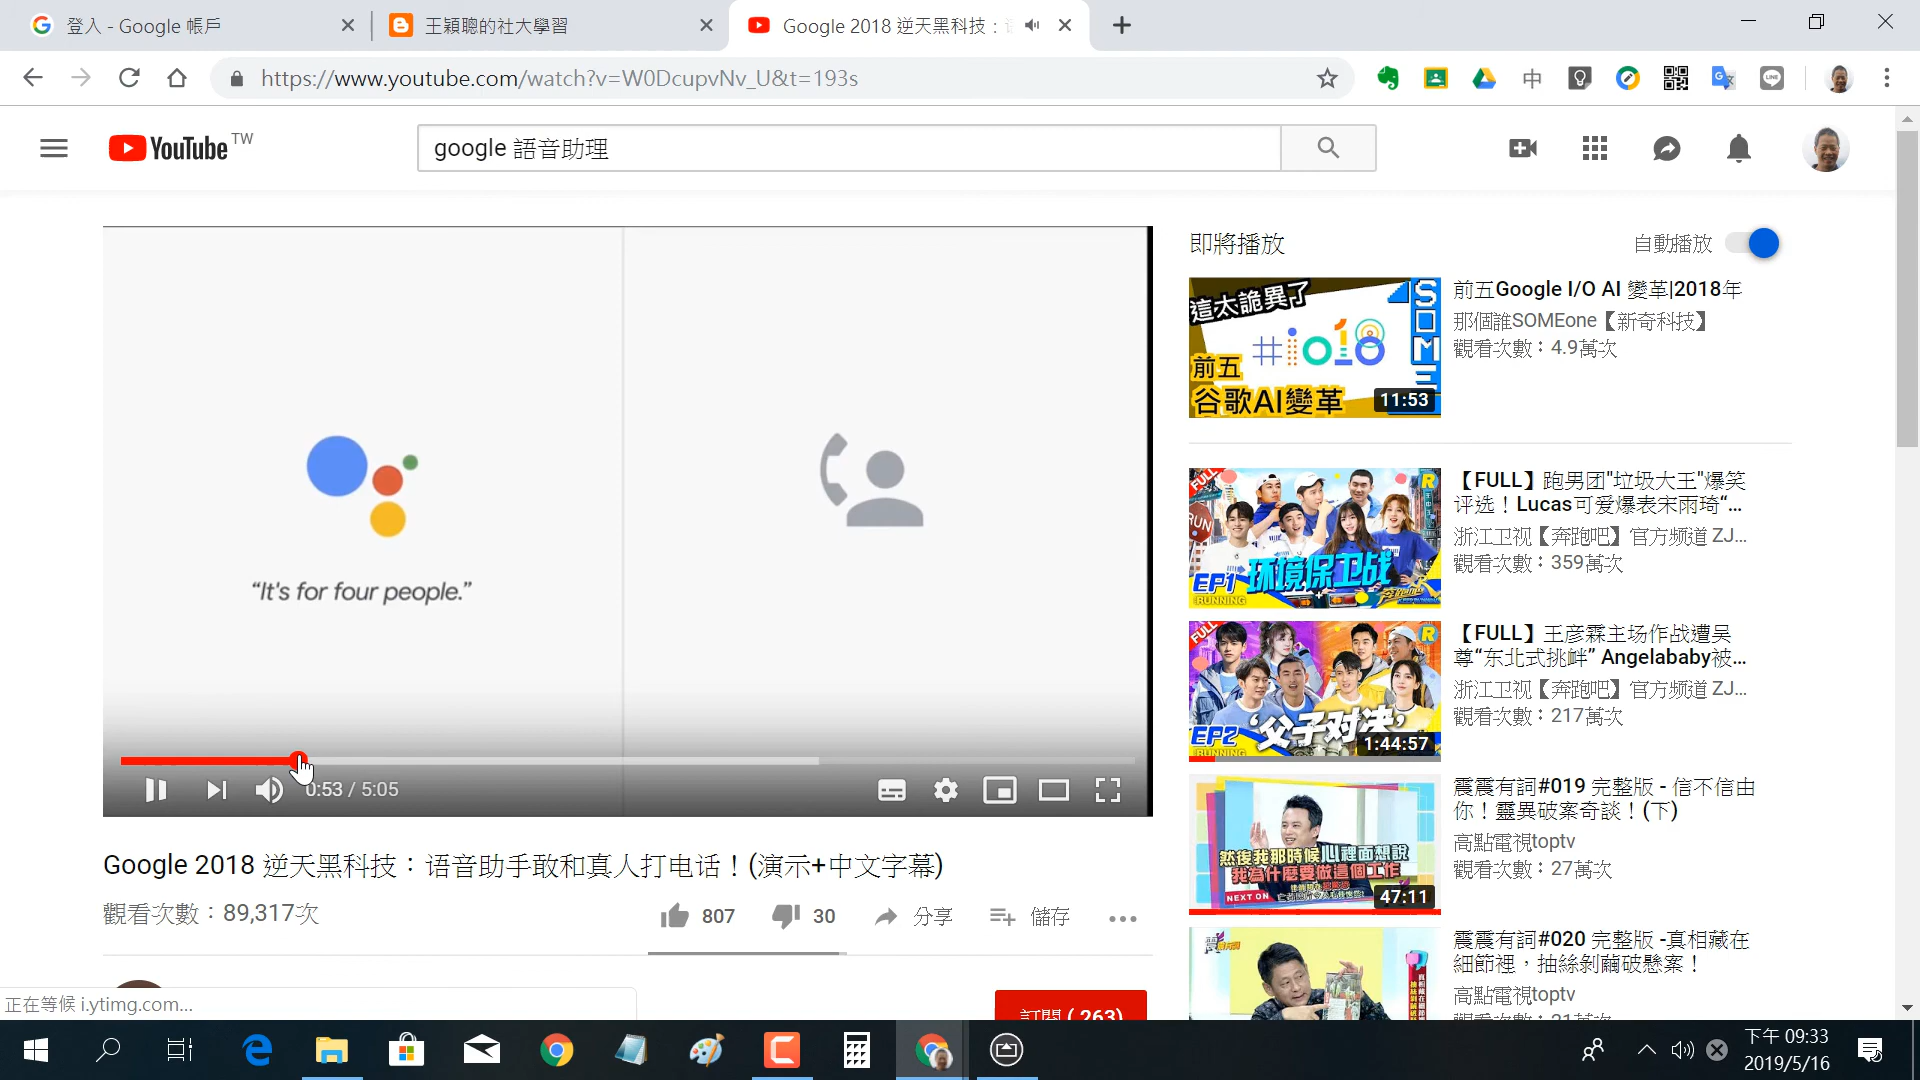 登入 - Google 帳戶
王穎聰的社大學習
Google 2018 逆天黑科技：
https://www.youtube.com/watch?v=W0DcupvNv_U&t=193s
中
YouTube TW
google 語音助理
即將播放
自動播放
這太詭異了
#io18
SOME
前五
谷歌AI變革
11:53
前五Google I/O AI 變革|2018年
那個誰SOMEone【新奇科技】
觀看次數：4.9萬次
FULL
RUN
EP1 环境保卫战
RUNNING
【FULL】跑男团"垃圾大王"爆笑
评选！Lucas可爱爆表宋雨琦“...
浙江卫视【奔跑吧】官方频道 ZJ...
觀看次數：359萬次
FULL
EP2 ‘父子对决’
RUNNING
1:44:57
【FULL】王彦霖主场作战遭吴
尊“东北式挑衅” Angelababy被...
浙江卫视【奔跑吧】官方频道 ZJ...
觀看次數：217萬次
然後我那時候心裡面想說
我為什麼要做這個工作
NEXT ON
47:11
震震有詞#019 完整版 - 信不信由
你！靈異破案奇談！(下)
高點電視toptv
觀看次數：27萬次
震震有詞#020 完整版 -真相藏在
細節裡，抽絲剝繭破懸案！
高點電視toptv
“It's for four people.”
0:53 / 5:05
Google 2018 逆天黑科技：语音助手敢和真人打电话！(演示+中文字幕)
觀看次數：89,317次
807
30
分享
儲存
訂閱 ( 263)
正在等候 i.ytimg.com...
下午 09:33
2019/5/16